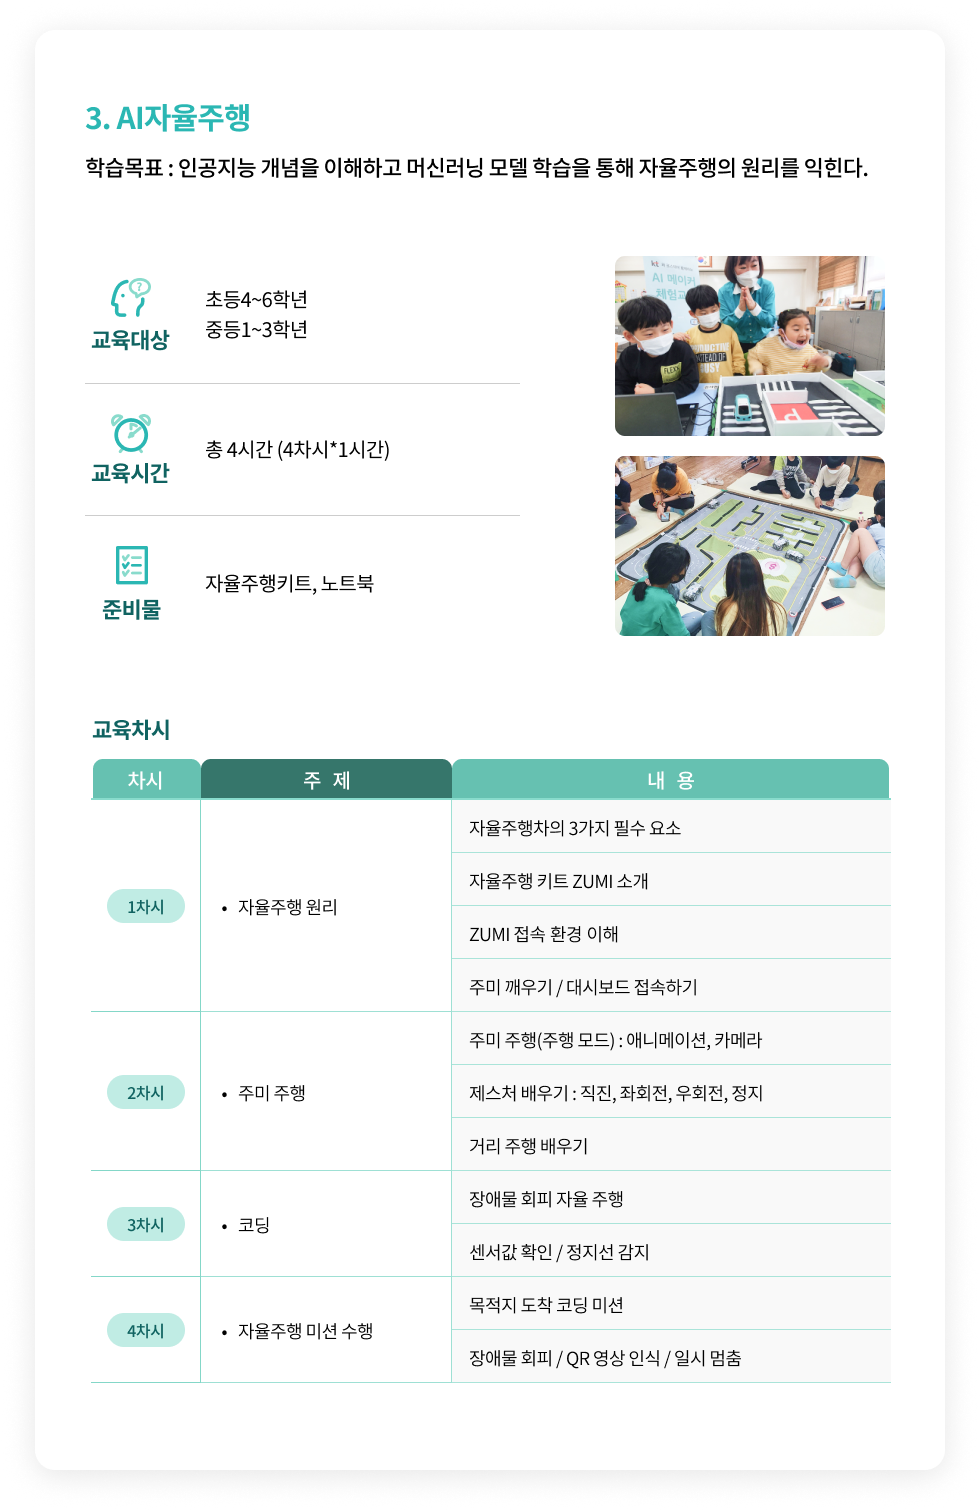 3. AI자율주행
학습목표 : 인공지능 개념을 이해하고 머신러닝 모델 학습을 통해 자율주행의 원리를 익힌다.
교육대상
초등4~6학년
중등1~3학년
교육시간
총 4시간 (4차시*1시간)
준비물
자율주행키트, 노트북
kt
AI 메이커
체험교
FLEXX
INSTEAD OF
BUSY
P
교육차시
차시 주 제 내 용
1차시
• 자율주행 원리
자율주행차의 3가지 필수 요소
자율주행 키트 ZUMI 소개
ZUMI 접속 환경 이해
주미 깨우기 / 대시보드 접속하기
2차시
• 주미 주행
주미 주행(주행 모드) : 애니메이션, 카메라
제스처 배우기 : 직진, 좌회전, 우회전, 정지
거리 주행 배우기
3차시
• 코딩
장애물 회피 자율 주행
센서값 확인 / 정지선 감지
4차시
• 자율주행 미션 수행
목적지 도착 코딩 미션
장애물 회피 / QR 영상 인식 / 일시 멈춤